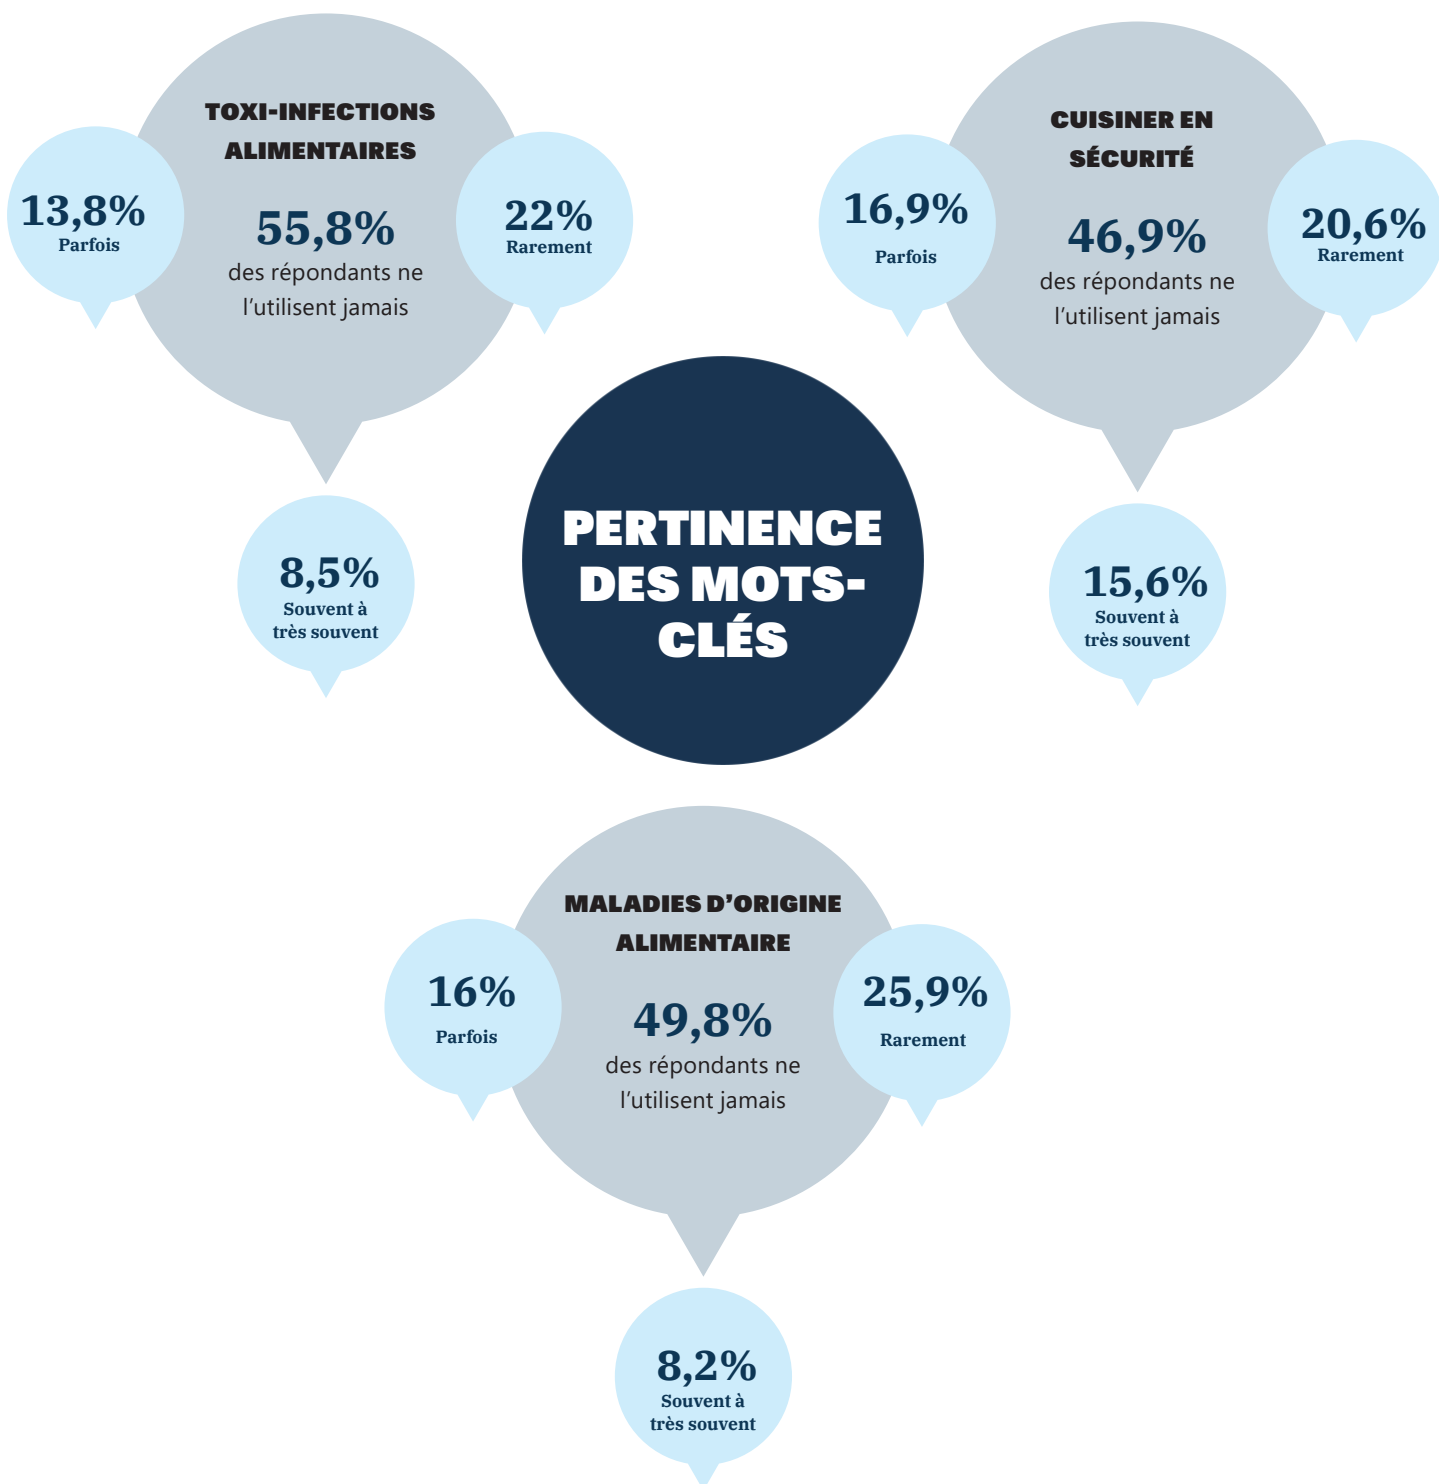 TOXI-INFECTIONS
ALIMENTAIRES
55,8%
des répondants ne
l'utilisent jamais
13,8%
Parfois
22%
Rarement
8,5%
Souvent à
très souvent
CUISINER EN
SÉCURITÉ
46,9%
des répondants ne
l'utilisent jamais
16,9%
Parfois
20,6%
Rarement
15,6%
Souvent à
très souvent
PERTINENCE
DES MOTS-
CLÉS
MALADIES D’ORIGINE
ALIMENTAIRE
49,8%
des répondants ne
l'utilisent jamais
16%
Parfois
25,9%
Rarement
8,2%
Souvent à
très souvent